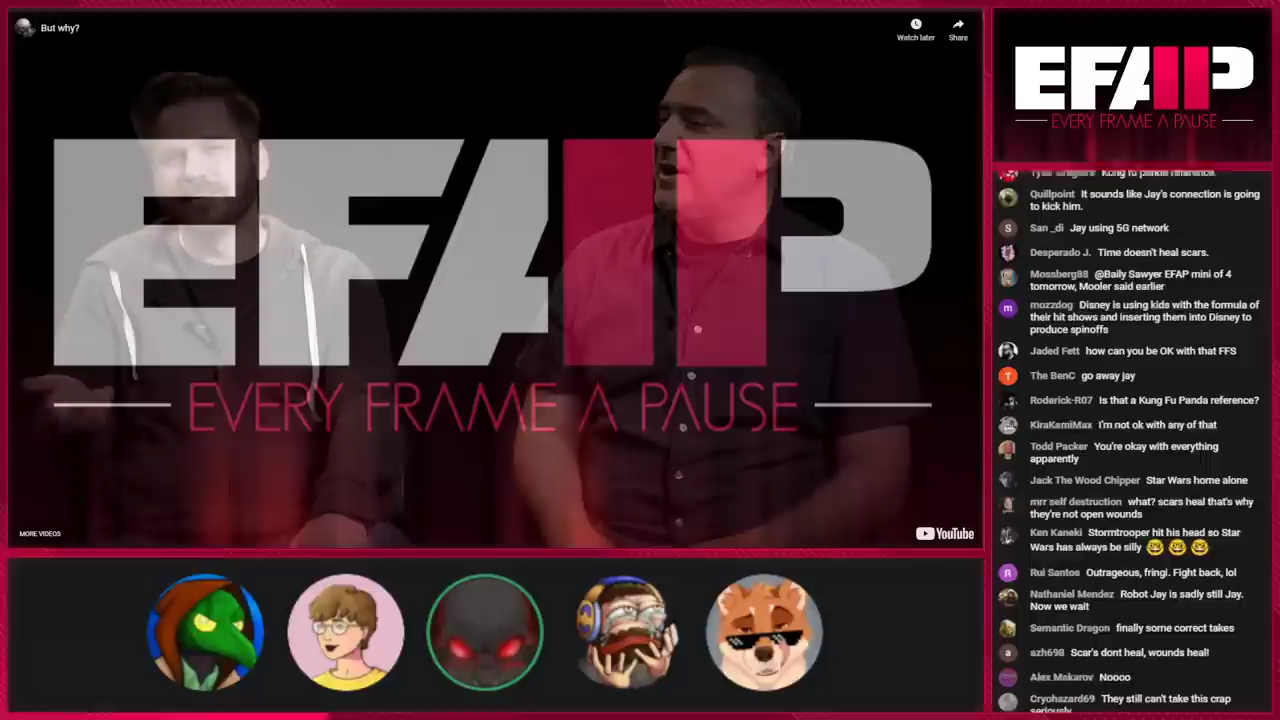 But why?
Watch later
Share
EFAP
EVERY FRAME A PAUSE
MORE VIDEOS
YouTube
EFAP
EVERY FRAME A PAUSE
Kung fu panda reference.
Quillpoint It sounds like Jay's connection is going
to kick him.
S
San _di Jay using 5G network
Desperado J. Time doesn't heal scars.
Mossberg88 @Baily Sawyer EFAP mini of 4
tomorrow, Mooler said earlier
m
mozzdog Disney is using kids with the formula of
their hit shows and inserting them into Disney to
produce spinoffs
Jaded Fett how can you be OK with that FFS
T
The BenC go away jay
Roderick-R07 Is that a Kung Fu Panda reference?
KiraKamiMax I'm not ok with any of that
Todd Packer You're okay with everything
apparently
Jack The Wood Chipper Star Wars home alone
mrr self destruction what? scars heal that's why
they're not open wounds
Ken Kaneki Stormtrooper hit his head so Star
Wars has always be silly
R
Rui Santos Outrageous, fringi. Fight back, lol
Nathaniel Mendez Robot Jay is sadly still Jay.
Now we wait
Semantic Dragon finally some correct takes
a
azh698 Scar's dont heal, wounds heal!
Alex Makarov Noooo
Cryohazard69 They still can't take this crap
seriously